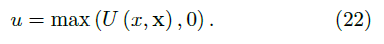 u = max (U (x, 𝐱) , 0) . (22)